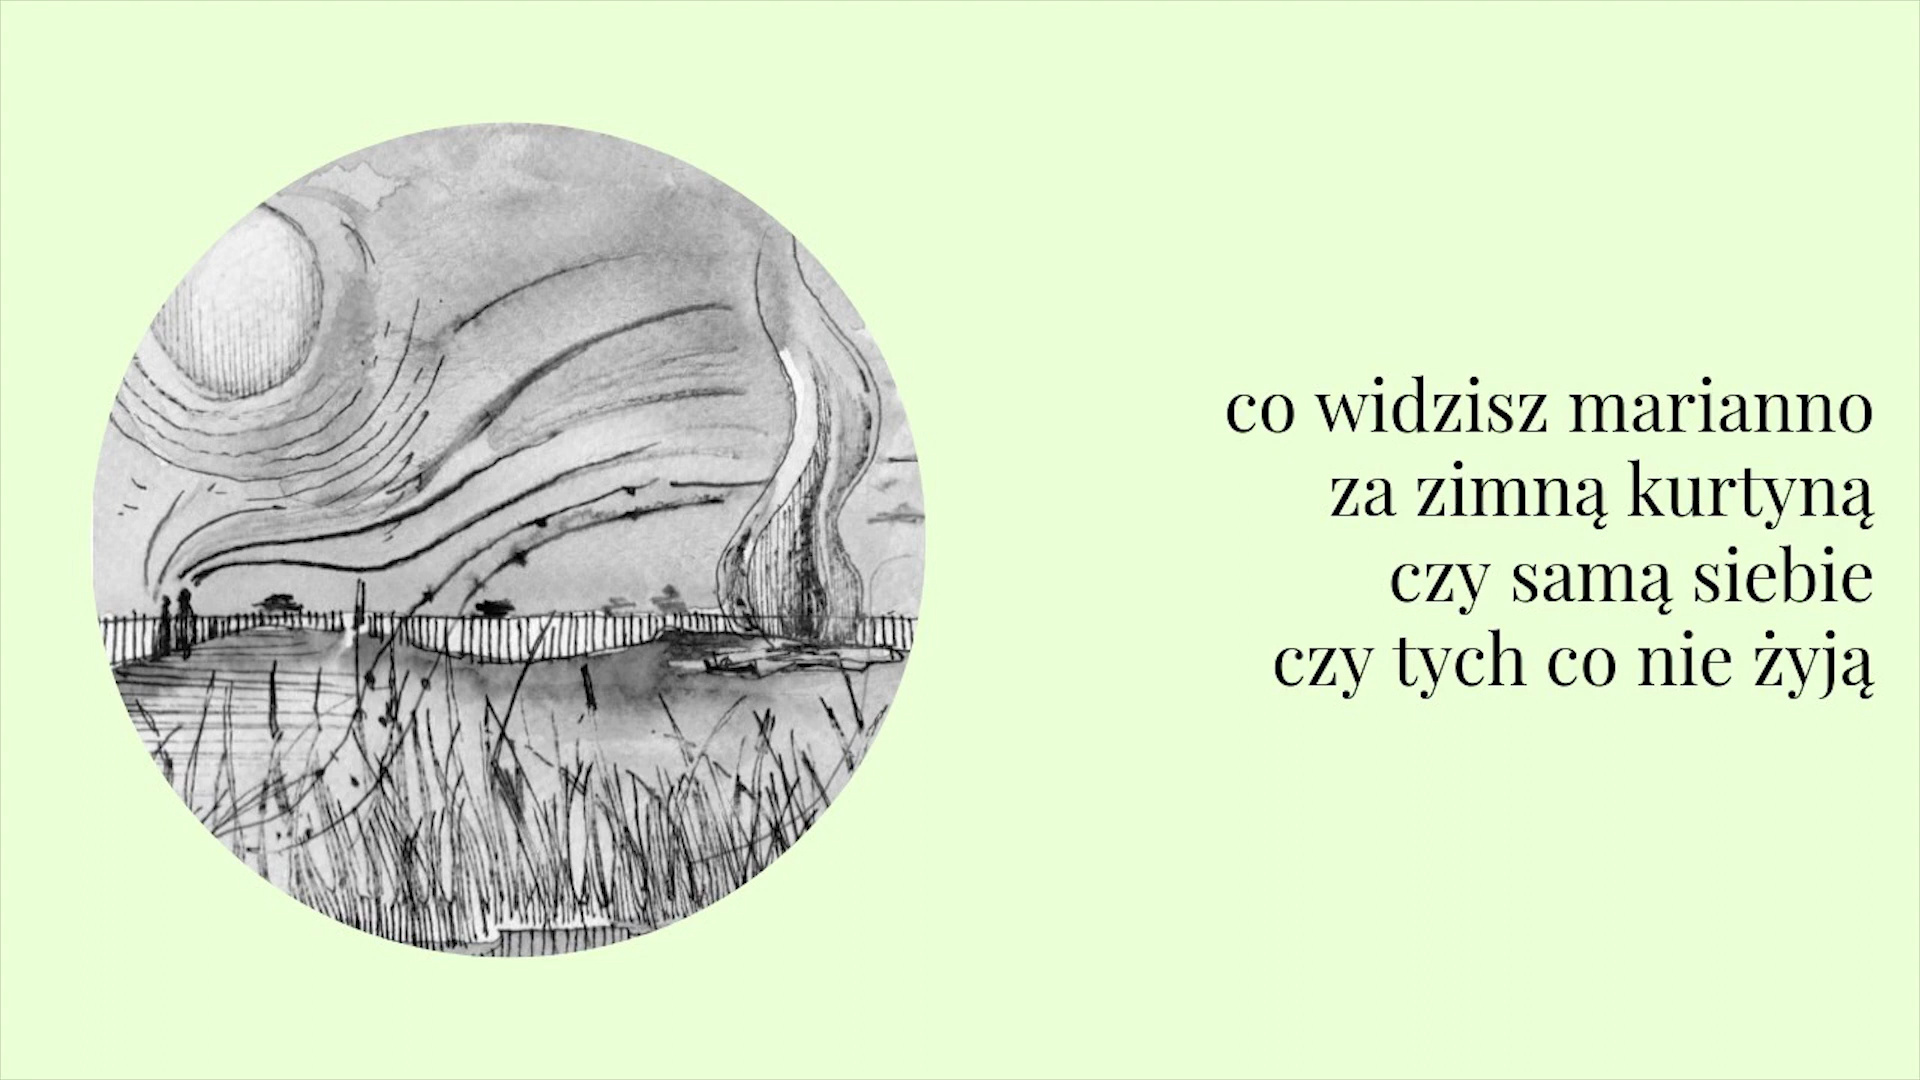 co widzisz marianno
za zimną kurtyną
czy samą siebie
czy tych co nie żyją